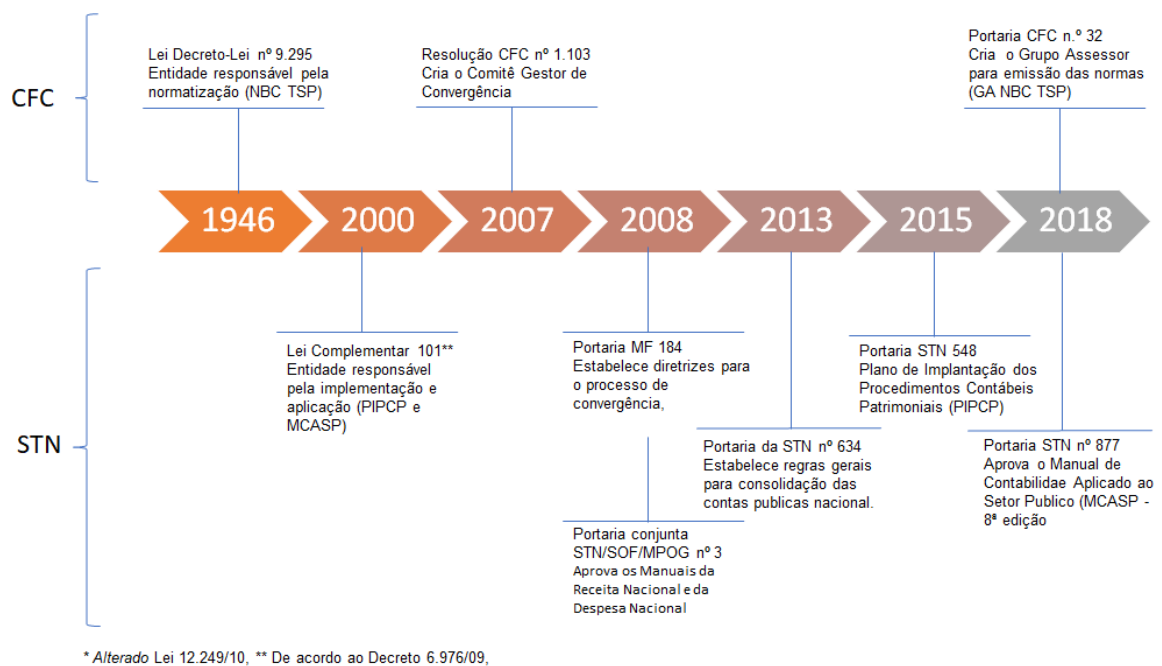 CFC
Lei Decreto-Lei nº 9.295
Entidade responsável pela
normatização (NBC TSP)
Resolução CFC nº 1.103
Cria o Comitê Gestor de
Convergência
Portaria CFC n.º 32
Cria o Grupo Assessor
para emissão das normas
(GA NBC TSP)
1946
2000
2007
2008
2013
2015
2018
STN
Lei Complementar 101**
Entidade responsável
pela implementação e
aplicação (PIPCP e
MCASP)
Portaria MF 184
Estabelece diretrizes para
o processo de
convergência,
Portaria conjunta
STN/SOF/MPOG nº 3
Aprova os Manuais da
Receita Nacional e da
Despesa Nacional
Portaria da STN nº 634
Estabelece regras gerais
para consolidação das
contas publicas nacional.
Portaria STN 548
Plano de Implantação dos
Procedimentos Contábeis
Patrimoniais (PIPCP)
Portaria STN nº 877
Aprova o Manual de
Contabilidae Aplicado ao
Setor Publico (MCASP -
8ª edição
* Alterado Lei 12.249/10, ** De acordo ao Decreto 6.976/09,